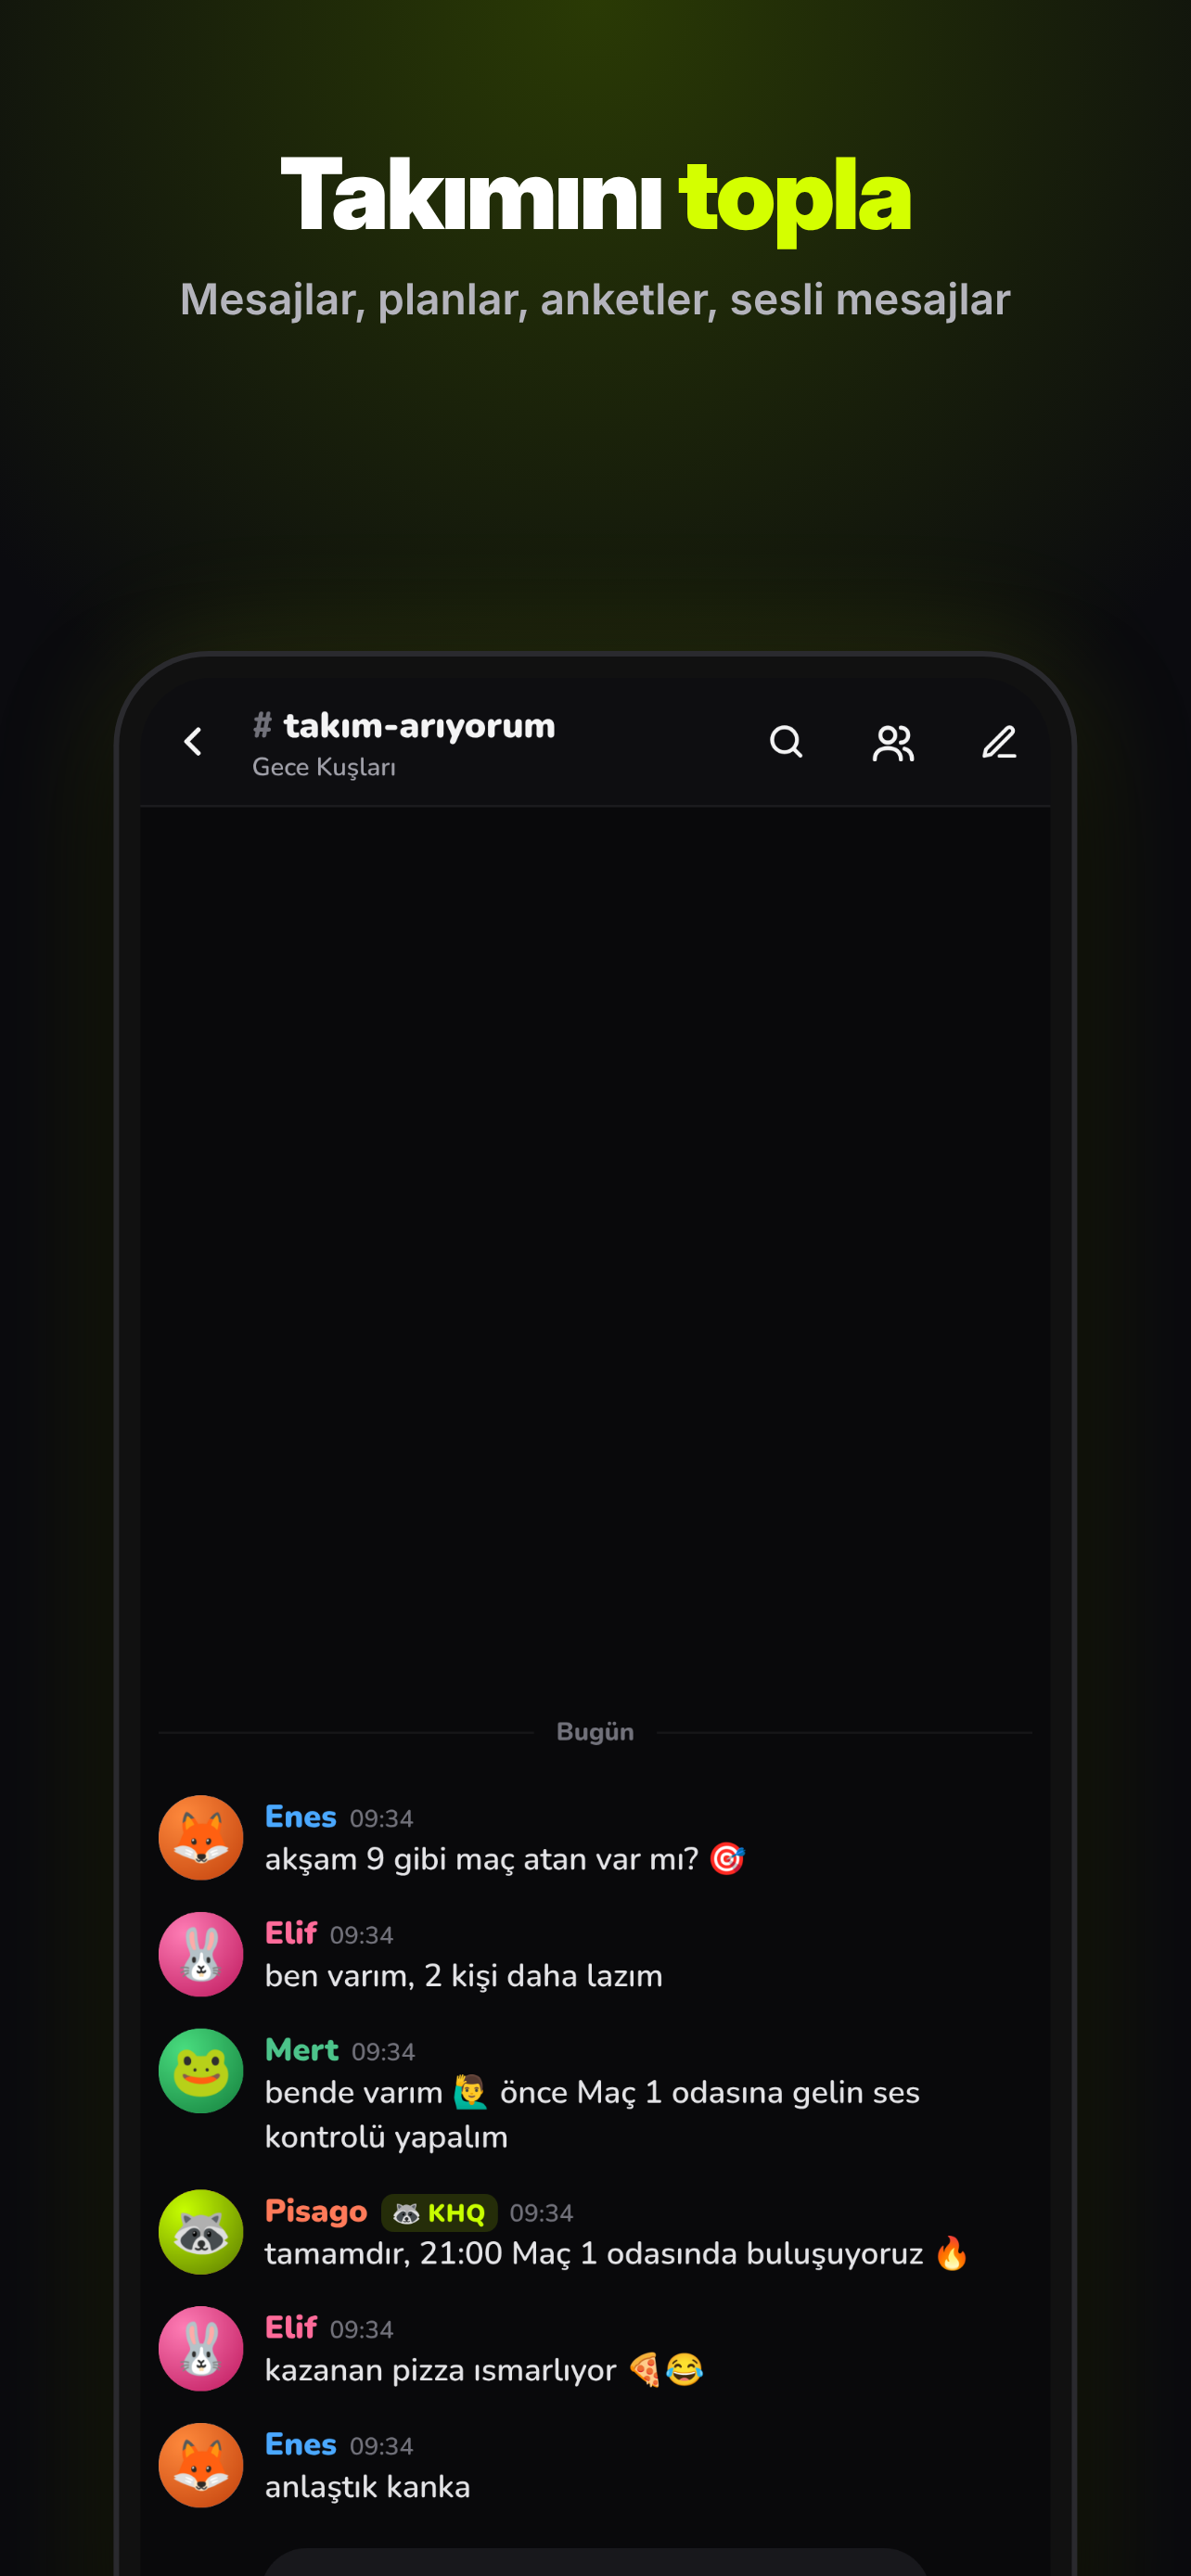 Takımını topla
Mesajlar, planlar, anketler, sesli mesajlar
# takım-arıyorum
Gece Kuşları
Bugün
Enes 09:34
akşam 9 gibi maç atan var mı? 🎯
Elif 09:34
ben varım, 2 kişi daha lazım
Mert 09:34
bende varım 🙋‍♂️ önce Maç 1 odasına gelin ses
kontrolü yapalım
Pisago 🦝 KHQ 09:34
tamamdır, 21:00 Maç 1 odasında buluşuyoruz 🔥
Elif 09:34
kazanan pizza ısmarlıyor 🍕😂
Enes 09:34
anlaştık kanka